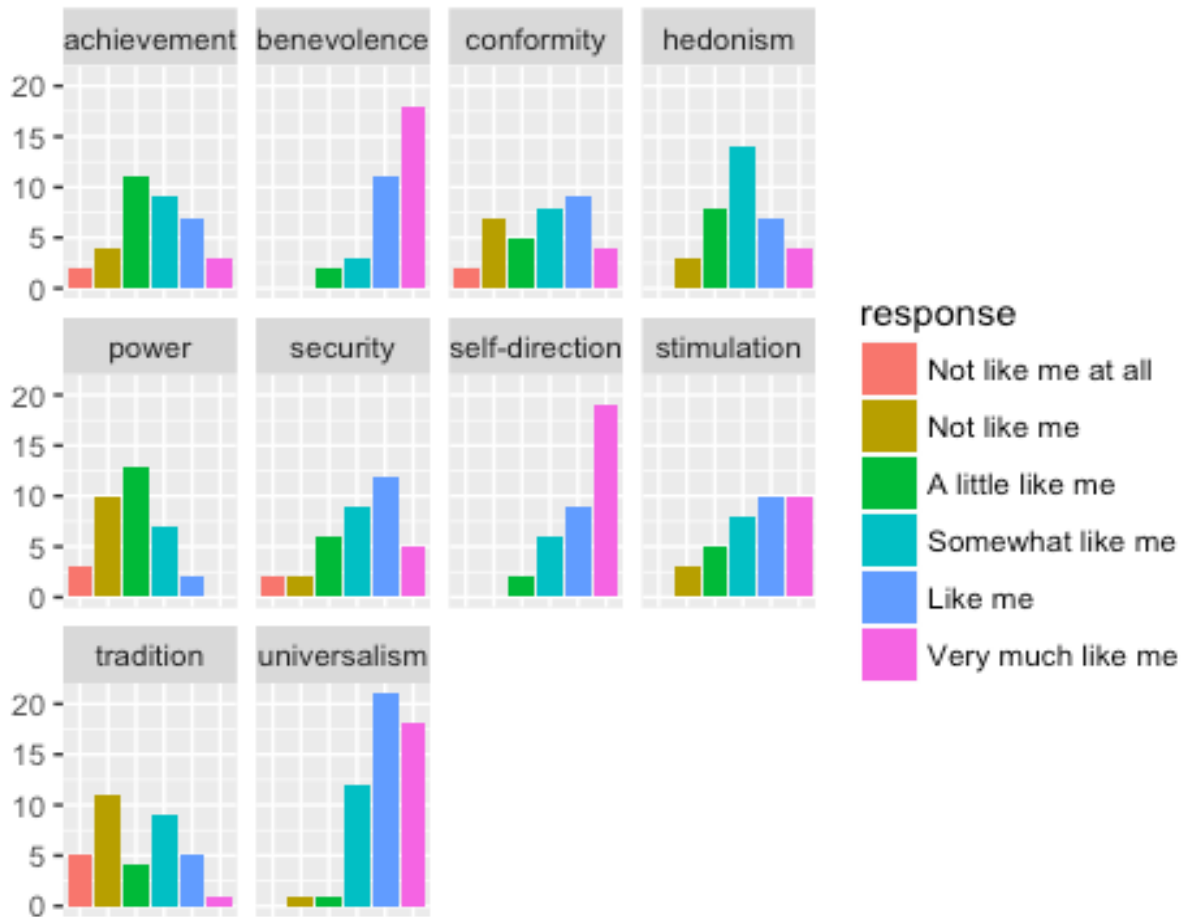 achievement benevolence conformity hedonism
20
15
10
5
0
power security self-direction stimulation
20
15
10
5
0
tradition universalism
20
15
10
5
0
response
Not like me at all
Not like me
A little like me
Somewhat like me
Like me
Very much like me